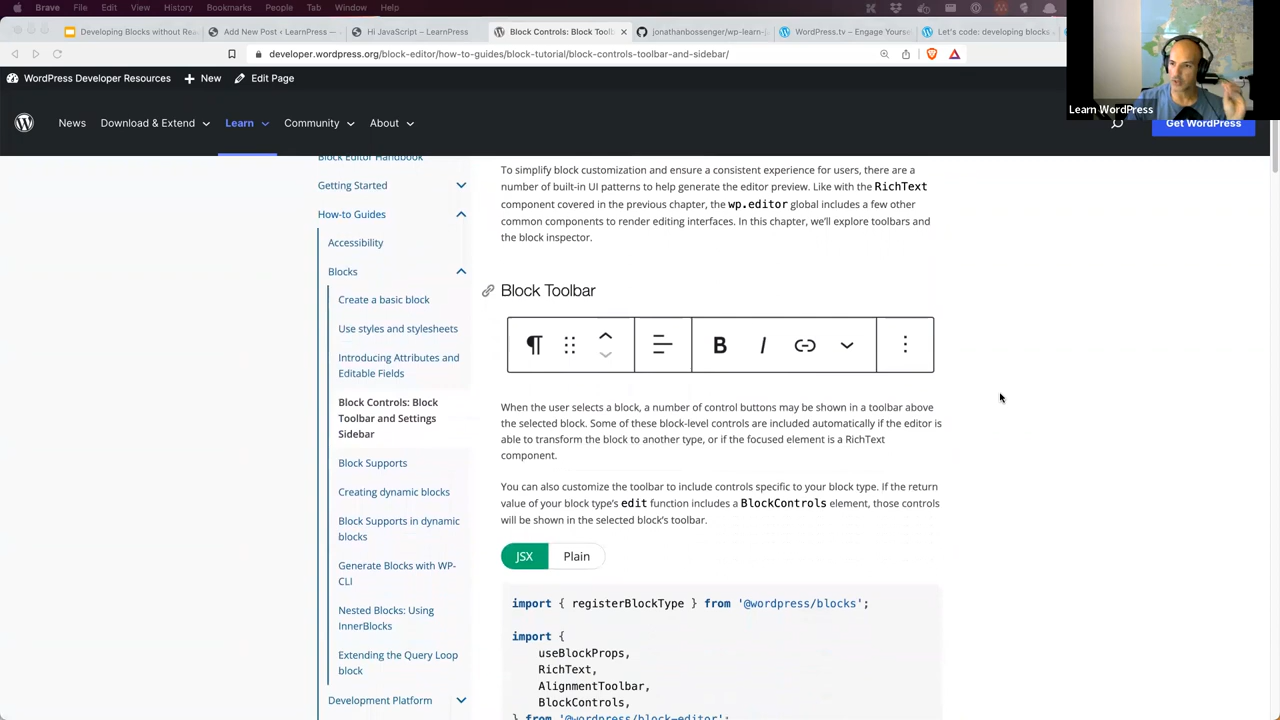 Brave File Edit View History Bookmarks People Tab Window Help
Developing Blocks without Rea
Add New Post ‹ LearnPress —
Hi JavaScript – LearnPress
Block Controls: Block Toolb
jonathanbossenger/wp-learn-j
WordPress.tv – Engage Yourse
Let's code: developing blocks
developer.wordpress.org/block-editor/how-to-guides/block-tutorial/block-controls-toolbar-and-sidebar/
WordPress Developer Resources New Edit Page
Learn WordPress
News Download & Extend Learn Community About Get WordPress
Block Editor Handbook
Getting Started
How-to Guides
Accessibility
Blocks
Create a basic block
Use styles and stylesheets
Introducing Attributes and
Editable Fields
Block Controls: Block
Toolbar and Settings
Sidebar
Block Supports
Creating dynamic blocks
Block Supports in dynamic
blocks
Generate Blocks with WP-
CLI
Nested Blocks: Using
InnerBlocks
Extending the Query Loop
block
Development Platform
To simplify block customization and ensure a consistent experience for users, there are a
number of built-in UI patterns to help generate the editor preview. Like with the RichText
component covered in the previous chapter, the wp.editor global includes a few other
common components to render editing interfaces. In this chapter, we'll explore toolbars and
the block inspector.
Block Toolbar
B I
When the user selects a block, a number of control buttons may be shown in a toolbar above
the selected block. Some of these block-level controls are included automatically if the editor is
able to transform the block to another type, or if the focused element is a RichText
component.
You can also customize the toolbar to include controls specific to your block type. If the return
value of your block type's edit function includes a BlockControls element, those controls
will be shown in the selected block's toolbar.
JSX Plain
import { registerBlockType } from '@wordpress/blocks';
import {
useBlockProps,
RichText,
AlignmentToolbar,
BlockControls,
} from '@wordpress/block-editor';